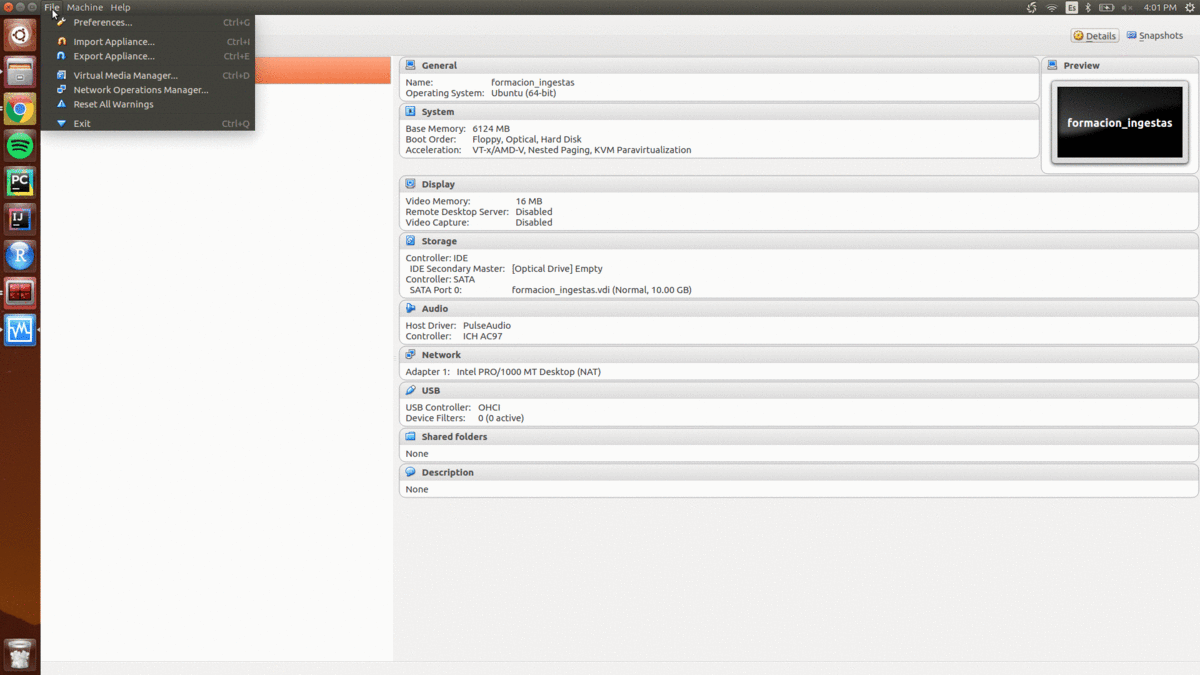 File Machine Help
Es 4:01 PM
Preferences... Ctrl+G
Import Appliance... Ctrl+I
Export Appliance... Ctrl+E
Virtual Media Manager... Ctrl+D
Network Operations Manager...
Reset All Warnings
Exit Ctrl+Q
Details Snapshots
General
Name: formacion_ingestas
Operating System: Ubuntu (64-bit)
System
Base Memory: 6124 MB
Boot Order: Floppy, Optical, Hard Disk
Acceleration: VT-x/AMD-V, Nested Paging, KVM Paravirtualization
Preview
formacion_ingestas
Display
Video Memory: 16 MB
Remote Desktop Server: Disabled
Video Capture: Disabled
Storage
Controller: IDE
IDE Secondary Master: [Optical Drive] Empty
Controller: SATA
SATA Port 0: formacion_ingestas.vdi (Normal, 10.00 GB)
Audio
Host Driver: PulseAudio
Controller: ICH AC97
Network
Adapter 1: Intel PRO/1000 MT Desktop (NAT)
USB
USB Controller: OHCI
Device Filters: 0 (0 active)
Shared folders
None
Description
None
PC
IJ
R